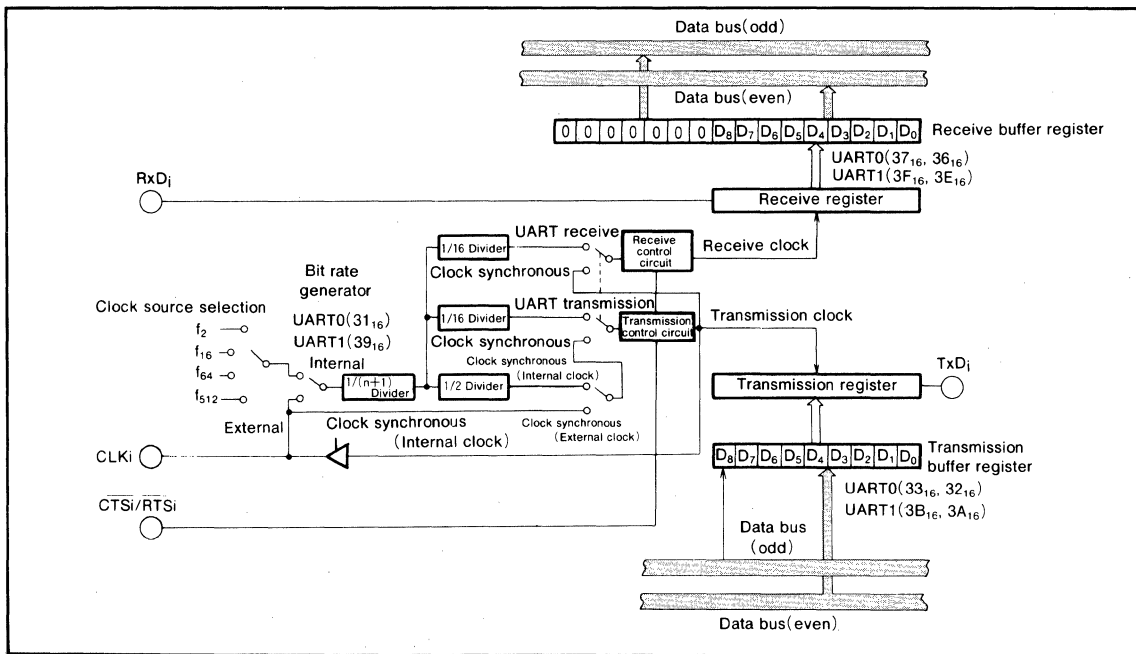 Data bus(odd)
Data bus(even)
0 0 0 0 0 0 0 D₈ D₇ D₆ D₅ D₄ D₃ D₂ D₁ D₀ Receive buffer register
UART0(37₁₆, 36₁₆)
UART1(3F₁₆, 3E₁₆)
RxDᵢ
Receive register
UART receive
1/16 Divider
Receive control circuit
Receive clock
Clock synchronous
Bit rate generator
UART0(31₁₆)
UART1(39₁₆)
Clock source selection
f₂
f₁₆
f₆₄
f₅₁₂
Internal
External
1/(n+1) Divider
UART transmission
1/16 Divider
Transmission control circuit
Transmission clock
Clock synchronous
Clock synchronous
(Internal clock)
1/2 Divider
Clock synchronous
(External clock)
Clock synchronous
(Internal clock)
TxDᵢ
Transmission register
CLKi
C̅T̅S̅i̅/R̅T̅S̅i̅
D₈ D₇ D₆ D₅ D₄ D₃ D₂ D₁ D₀ Transmission buffer register
UART0(33₁₆, 32₁₆)
UART1(3B₁₆, 3A₁₆)
Data bus
(odd)
Data bus(even)